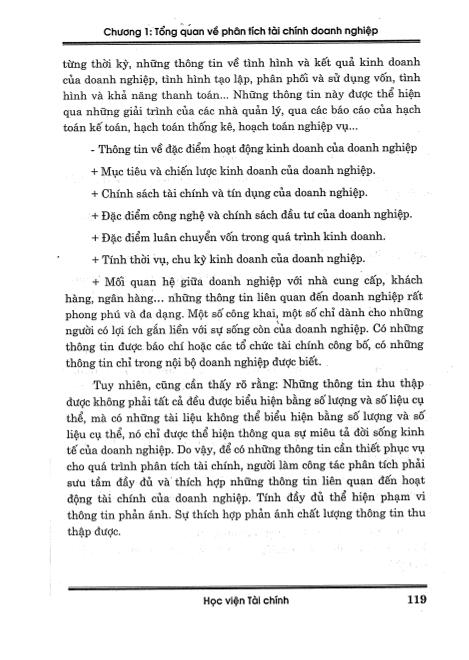 Chương 1: Tổng quan về phân tích tài chính doanh nghiệp
từng thời kỳ, những thông tin về tình hình và kết quả kinh doanh
của doanh nghiệp, tình hình tạo lập, phân phối và sử dụng vốn, tình
hình và khả năng thanh toán... Những thông tin này được thể hiện
qua những giải trình của các nhà quản lý, qua các báo cáo của hạch
toán kế toán, hạch toán thống kê, hoạch toán nghiệp vụ...
- Thông tin về đặc điểm hoạt động kinh doanh của doanh nghiệp
+ Mục tiêu và chiến lược kinh doanh của doanh nghiệp.
+ Chính sách tài chính và tín dụng của doanh nghiệp.
+ Đặc điểm công nghệ và chính sách đầu tư của doanh nghiệp.
+ Đặc điểm luân chuyển vốn trong quá trình kinh doanh.
+ Tính thời vụ, chu kỳ kinh doanh của doanh nghiệp.
+ Mối quan hệ giữa doanh nghiệp với nhà cung cấp, khách
hàng, ngân hàng... những thông tin liên quan đến doanh nghiệp rất
phong phú và đa dạng. Một số công khai, một số chỉ dành cho những
người có lợi ích gắn liền với sự sống còn của doanh nghiệp. Có những
thông tin được báo chí hoặc các tổ chức tài chính công bố, có những
thông tin chỉ trong nội bộ doanh nghiệp được biết.
Tuy nhiên, cũng cần thấy rõ rằng: Những thông tin thu thập
được không phải tất cả đều được biểu hiện bằng số lượng và số liệu cụ
thể, mà có những tài liệu không thể biểu hiện bằng số lượng và số
liệu cụ thể, nó chỉ được thể hiện thông qua sự miêu tả đời sống kinh
tế của doanh nghiệp. Do vậy, để có những thông tin cần thiết phục vụ
cho quá trình phân tích tài chính, người làm công tác phân tích phải
sưu tầm đầy đủ và thích hợp những thông tin liên quan đến hoạt
động tài chính của doanh nghiệp. Tính đầy đủ thể hiện phạm vi
thông tin phản ánh. Sự thích hợp phản ánh chất lượng thông tin thu
thập được.
Học viện Tài chính 119